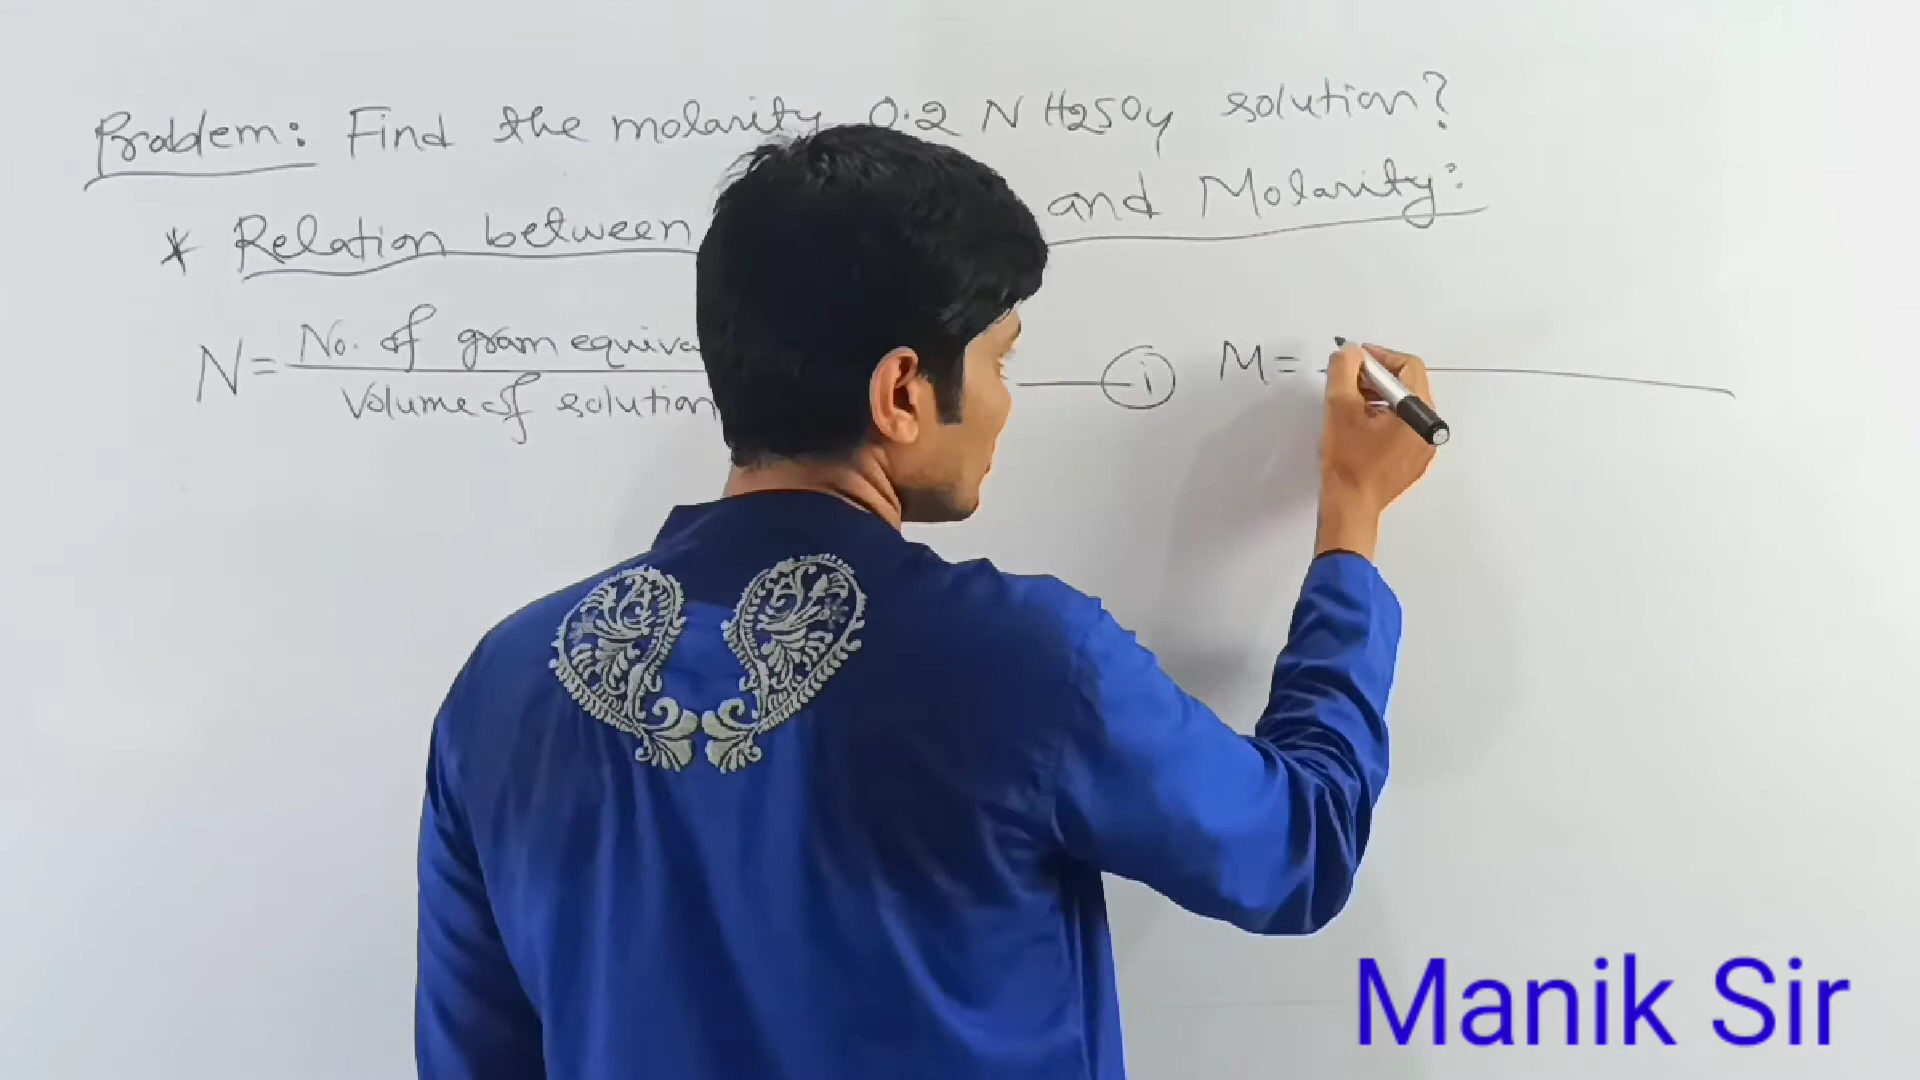 Problem: Find the molarity 0.2 N H2SO4 solution?
* Relation between and Molarity:
N = No. of gram equiva
Volume of solution
i M =
Manik Sir